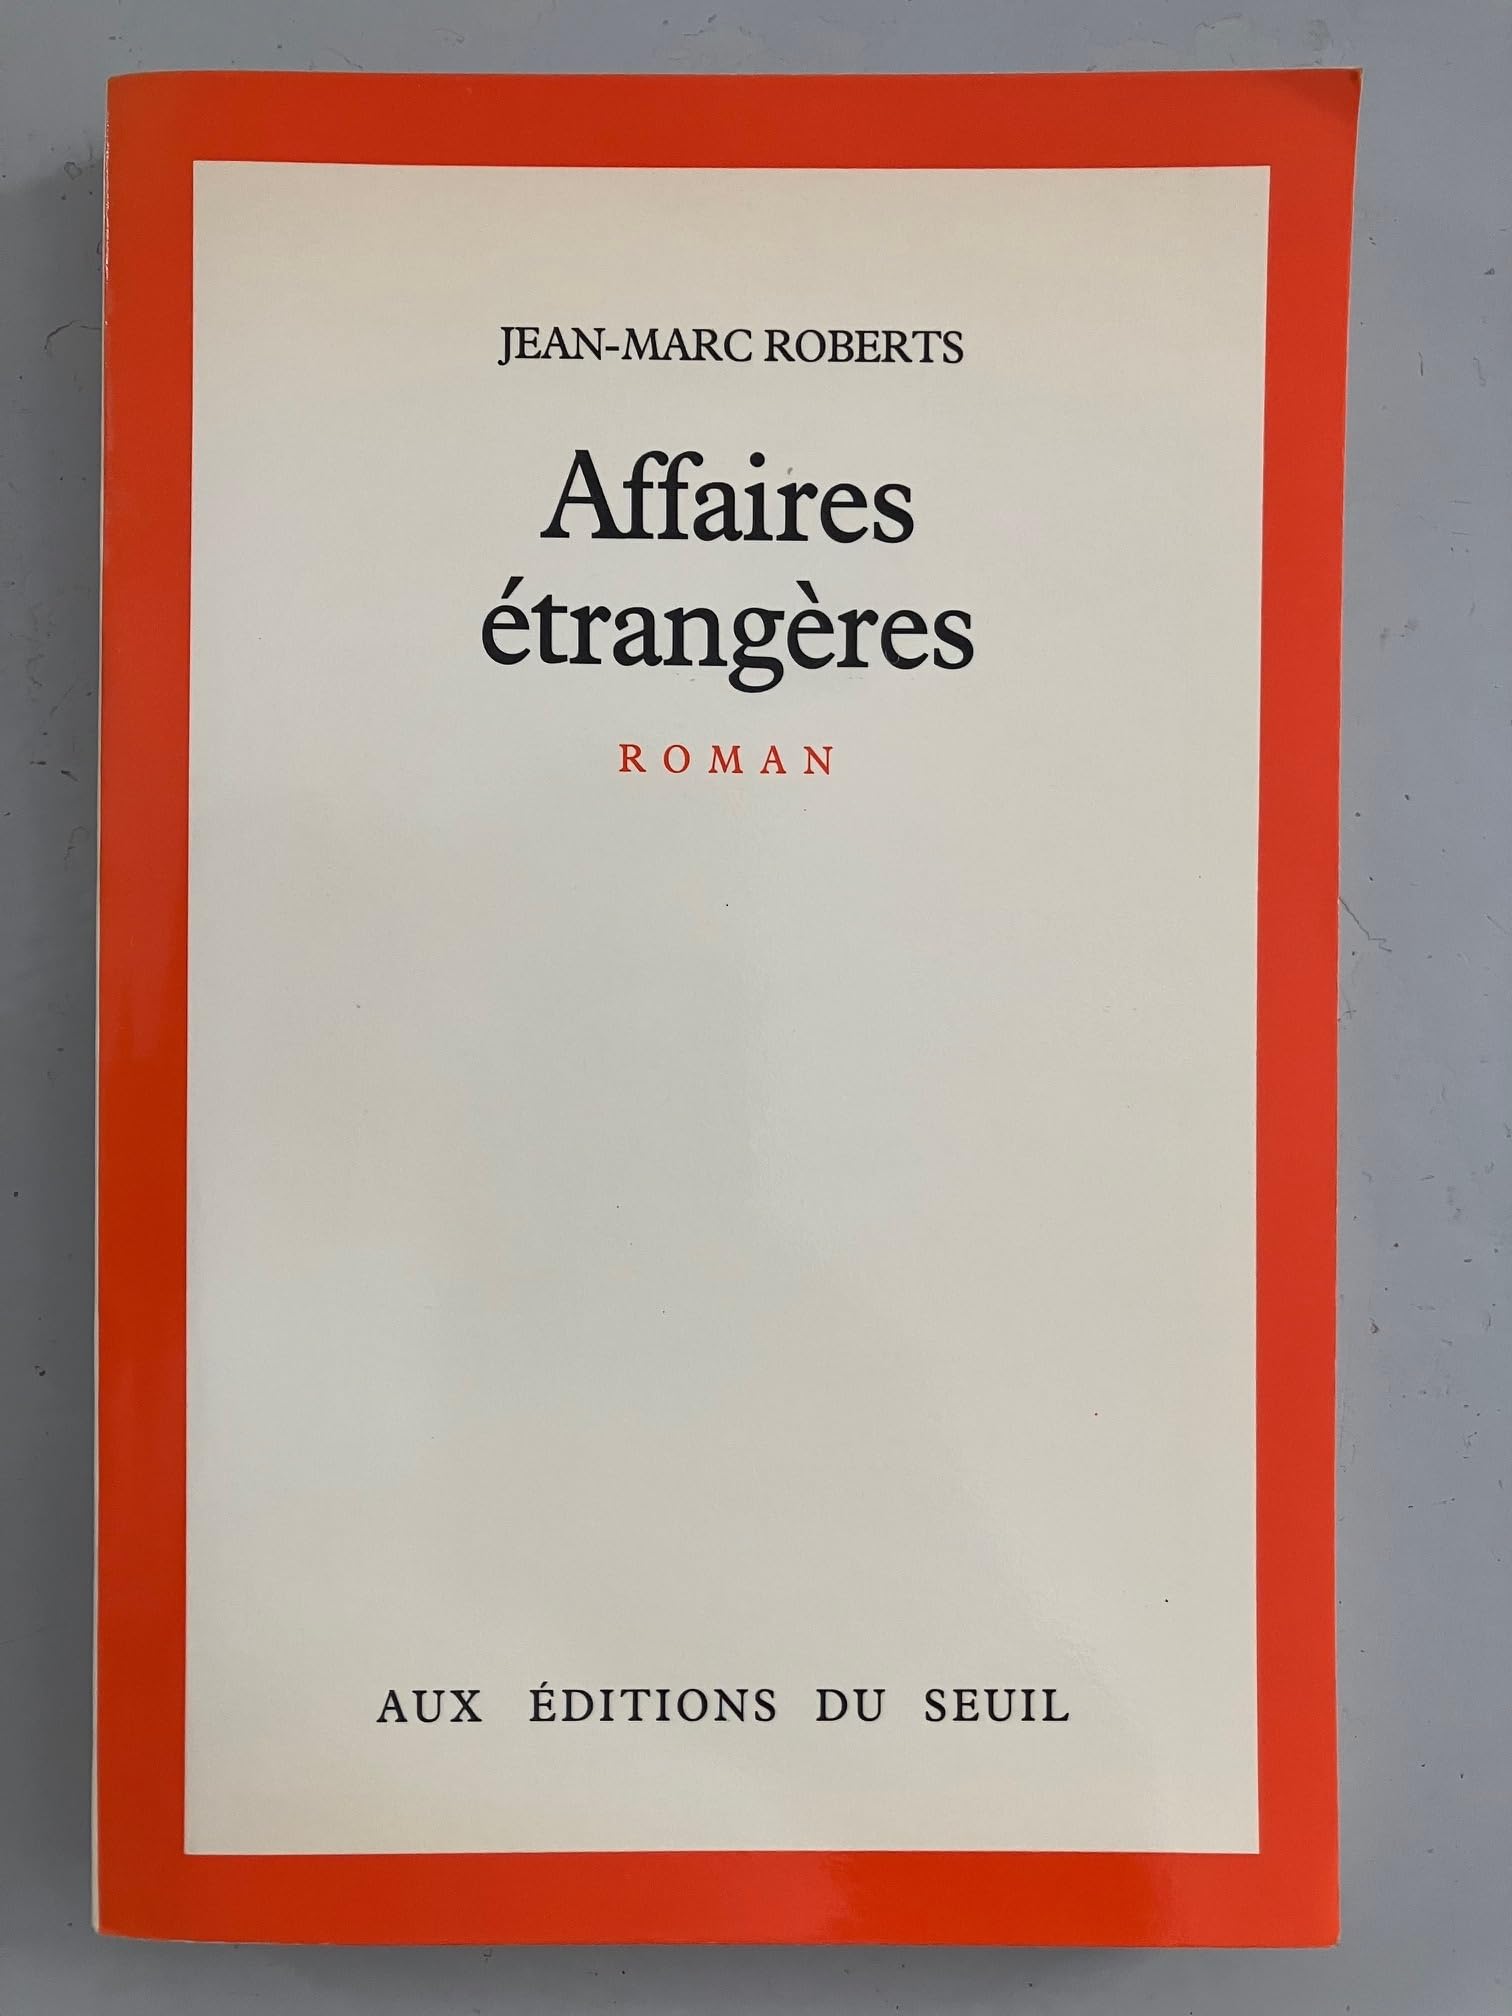 JEAN-MARC ROBERTS
Affaires
étrangères
ROMAN
AUX ÉDITIONS DU SEUIL